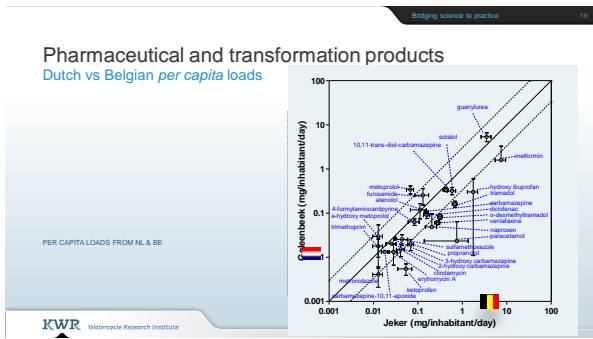 Bridging science to practice
19
Pharmaceutical and transformation products
Dutch vs Belgian per capita loads
PER CAPITA LOADS FROM NL & BE
Geleenbeek (mg/inhabitant/day)
100
10
1
0.1
0.01
0.001
guanylurea
sotalol
10,11-trans-diol-carbamazepine
metformin
metoprolol
furosemide
atenolol
4-formylaminoantipyrine
a-hydroxy metoprolol
trimethoprim
hydroxy ibuprofen
tramadol
carbamazepine
diclofenac
o-desmethyltramadol
venlafaxine
naproxen
paracetamol
sulfamethoxazole
propranolol
3-hydroxy carbamazepine
2-hydroxy carbamazepine
clindamycin
erytromycin A
ketoprofen
metronidazole
carbamazepine-10,11-epoxide
0.001
0.01
0.1
1
10
100
Jeker (mg/inhabitant/day)
KWR Watercycle Research Institute